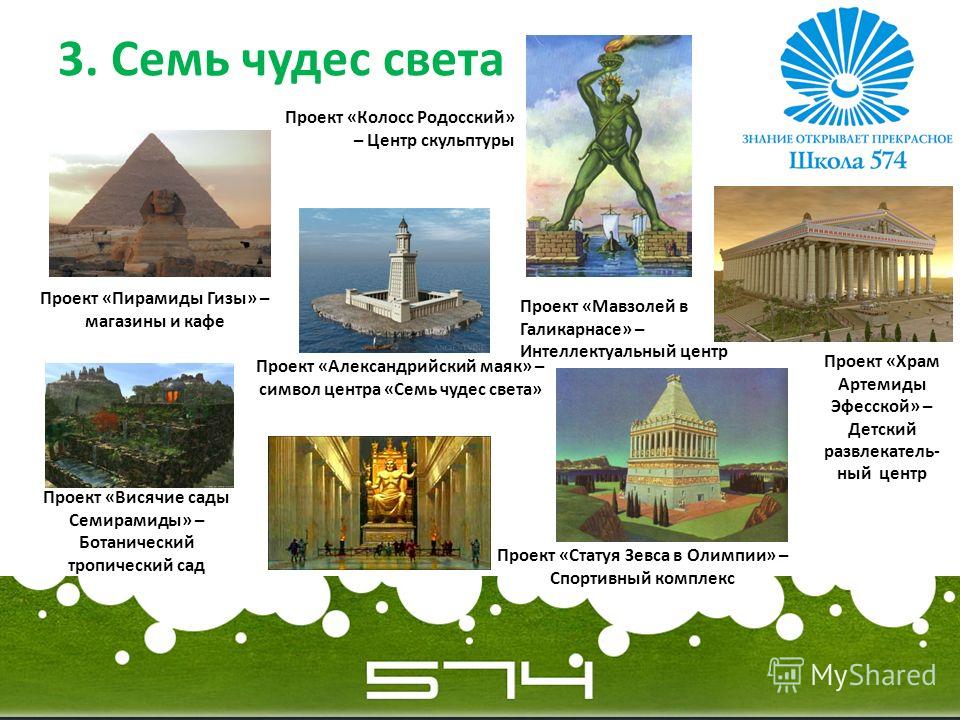 3. Семь чудес света
Проект «Колосс Родосский»
– Центр скульптуры
ЗНАНИЕ ОТКРЫВАЕТ ПРЕКРАСНОЕ
Школа 574
Проект «Пирамиды Гизы» –
магазины и кафе
Проект «Мавзолей в
Галикарнасе» –
Интеллектуальный центр
Проект «Александрийский маяк» –
символ центра «Семь чудес света»
Проект «Храм
Артемиды
Эфесской» –
Детский
развлекатель-
ный центр
Проект «Висячие сады
Семирамиды» –
Ботанический
тропический сад
Проект «Статуя Зевса в Олимпии» –
Спортивный комплекс
574
MyShared